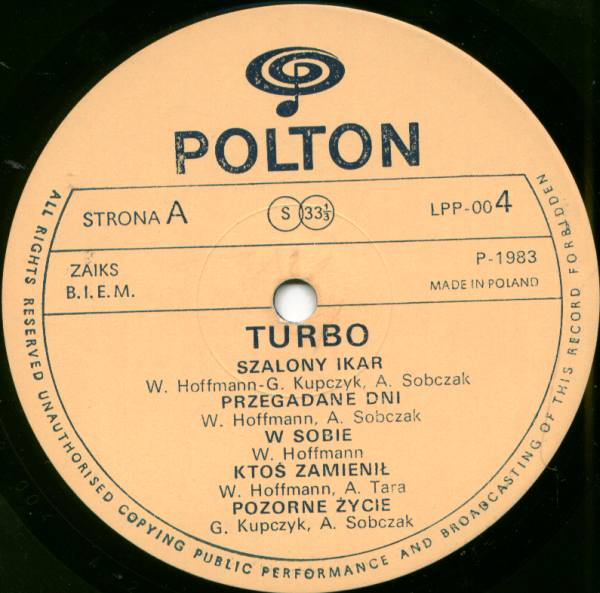 POLTON
STRONA A
S 33⅓
LPP-004
ZAIKS
B.I.E.M.
P-1983
MADE IN POLAND
TURBO
SZALONY IKAR
W. Hoffmann-G. Kupczyk, A. Sobczak
PRZEGADANE DNI
W. Hoffmann, A. Sobczak
W SOBIE
W. Hoffmann
KTOŚ ZAMIENIŁ
W. Hoffmann, A. Tara
POZORNE ŻYCIE
G. Kupczyk, A. Sobczak
ALL RIGHTS RESERVED UNAUTHORISED COPYING PUBLIC PERFORMANCE AND BROADCASTING OF THIS RECORD FORBIDDEN